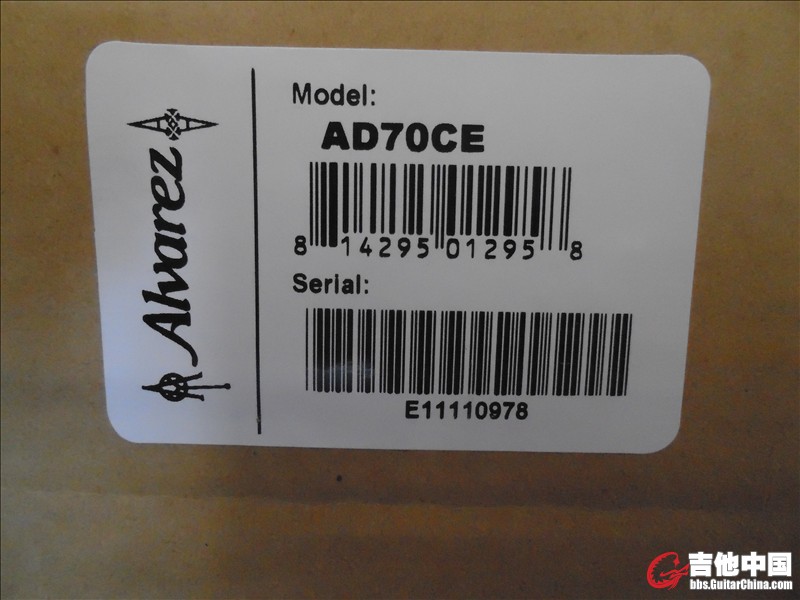 Alvarez
Model:
AD70CE
8 14295 01295 8
Serial:
E11110978
吉他中国
bbs.GuitarChina.com